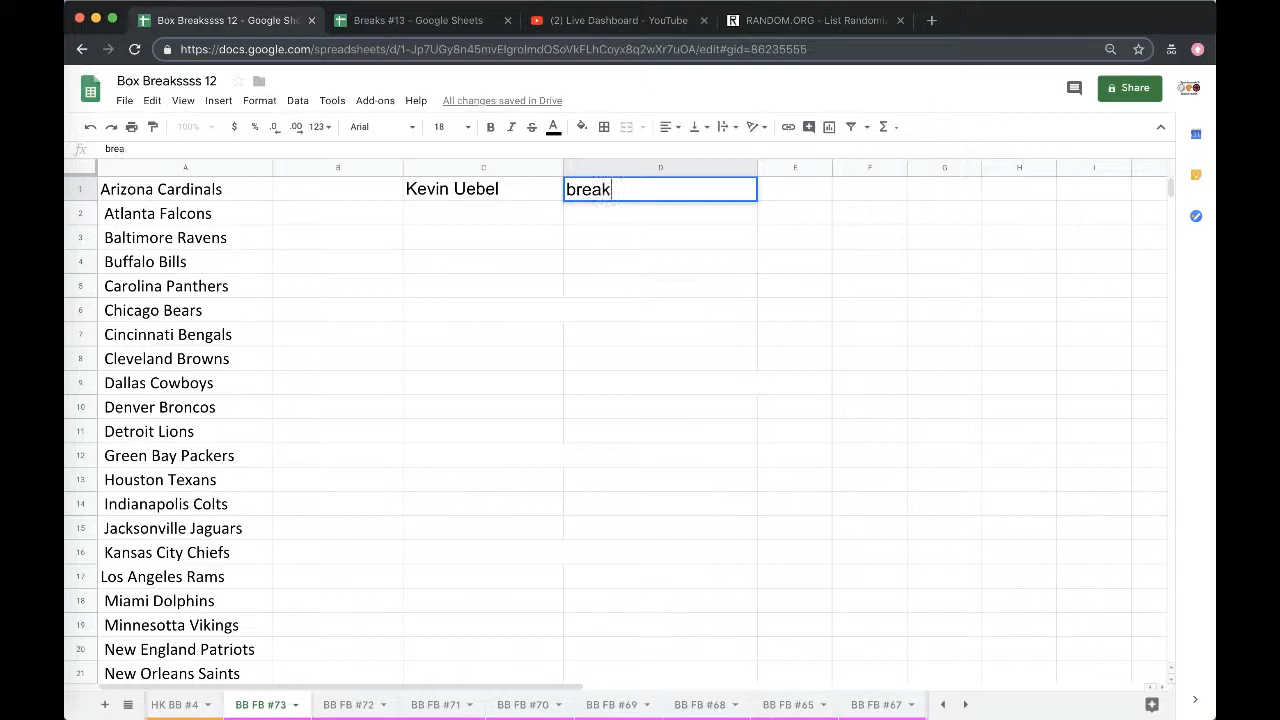 Box Breakssss 12 - Google She
Breaks #13 - Google Sheets
(2) Live Dashboard - YouTube
RANDOM.ORG - List Randomi
https://docs.google.com/spreadsheets/d/1-Jp7UGy8n45mvElgroImdOSoVkFLhCoyx8q2wXr7uOA/edit#gid=86235555
Box Breakssss 12
File Edit View Insert Format Data Tools Add-ons Help All changes saved in Drive
Share
100% $ % .0 .00 123 Arial 18 B I S A
fx brea
A B C D E F G H I
1 Arizona Cardinals Kevin Uebel break
2 Atlanta Falcons
3 Baltimore Ravens
4 Buffalo Bills
5 Carolina Panthers
6 Chicago Bears
7 Cincinnati Bengals
8 Cleveland Browns
9 Dallas Cowboys
10 Denver Broncos
11 Detroit Lions
12 Green Bay Packers
13 Houston Texans
14 Indianapolis Colts
15 Jacksonville Jaguars
16 Kansas City Chiefs
17 Los Angeles Rams
18 Miami Dolphins
19 Minnesotta Vikings
20 New England Patriots
21 New Orleans Saints
HK BB #4 BB FB #73 BB FB #72 BB FB BB FB #70 BB FB #69 BB FB #68 BB FB #65 BB FB #67